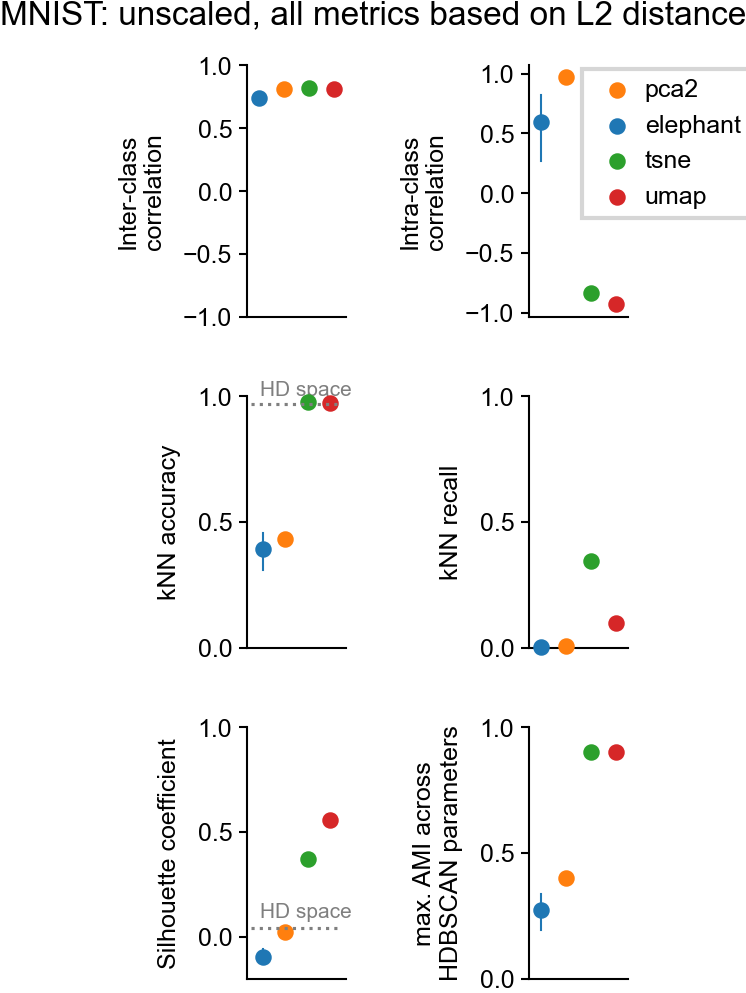 MNIST: unscaled, all metrics based on L2 distance
Inter-class
correlation
1.0
0.5
0.0
−0.5
−1.0
Intra-class
correlation
1.0
0.5
0.0
−0.5
−1.0
pca2
elephant
tsne
umap
kNN accuracy
1.0
0.5
0.0
HD space
kNN recall
1.0
0.5
0.0
Silhouette coefficient
1.0
0.5
0.0
HD space
max. AMI across
HDBSCAN parameters
1.0
0.5
0.0